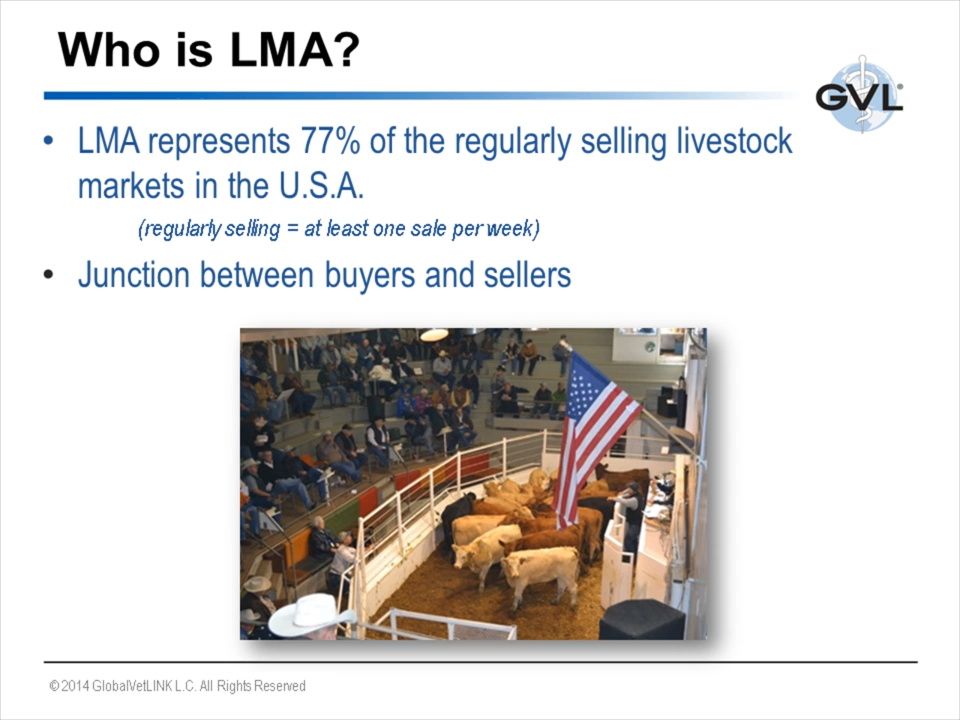 Who is LMA?
GVL®
• LMA represents 77% of the regularly selling livestock
markets in the U.S.A.
(regularly selling = at least one sale per week)
• Junction between buyers and sellers
© 2014 GlobalVetLINK L.C. All Rights Reserved